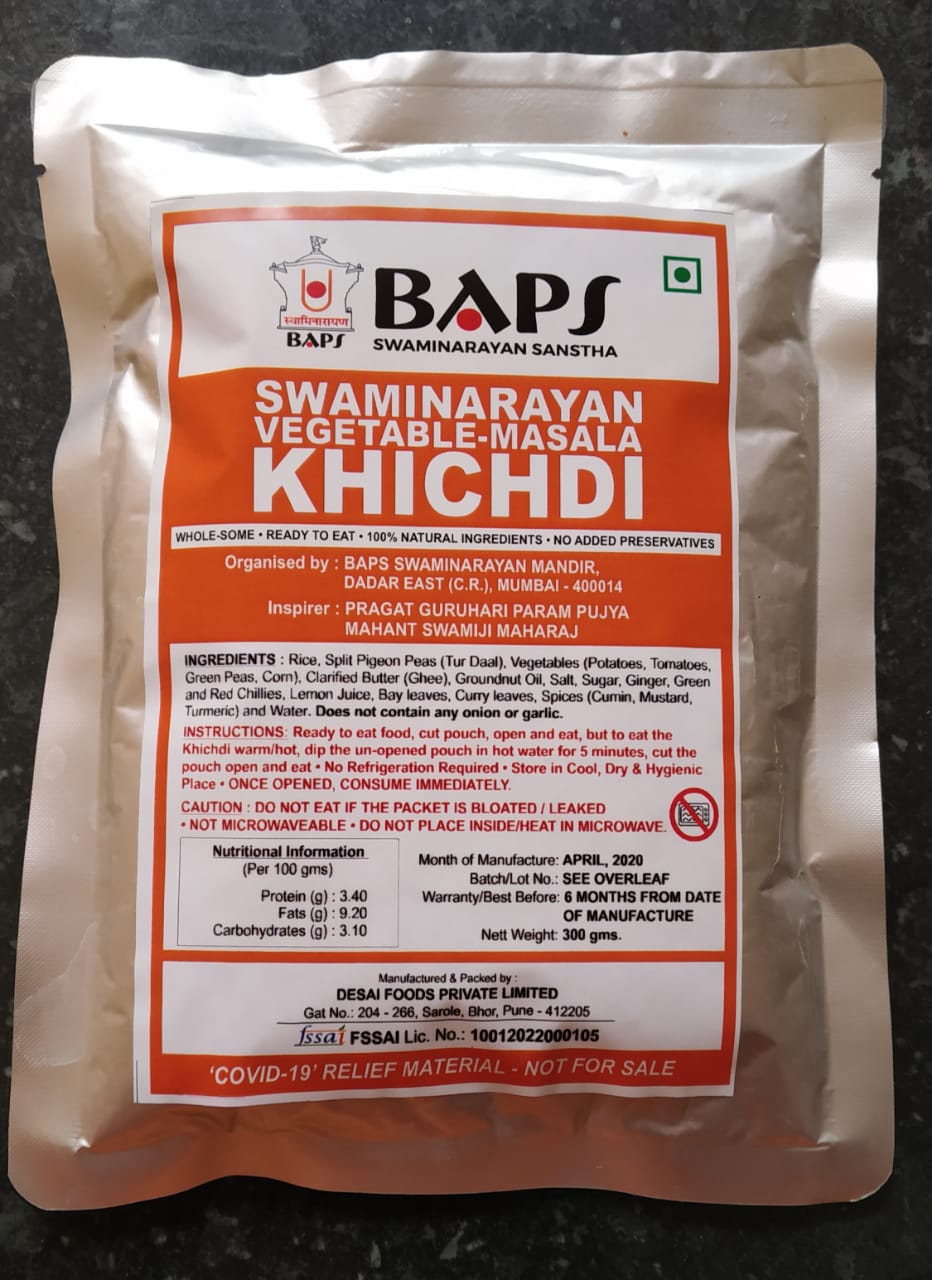 स्वामिनारायण
BAPS
BAPS
SWAMINARAYAN SANSTHA
SWAMINARAYAN
VEGETABLE-MASALA
KHICHDI
WHOLE-SOME • READY TO EAT • 100% NATURAL INGREDIENTS • NO ADDED PRESERVATIVES
Organised by : BAPS SWAMINARAYAN MANDIR,
DADAR EAST (C.R.), MUMBAI - 400014
Inspirer : PRAGAT GURUHARI PARAM PUJYA
MAHANT SWAMIJI MAHARAJ
INGREDIENTS : Rice, Split Pigeon Peas (Tur Daal), Vegetables (Potatoes, Tomatoes,
Green Peas, Corn), Clarified Butter (Ghee), Groundnut Oil, Salt, Sugar, Ginger, Green
and Red Chillies, Lemon Juice, Bay leaves, Curry leaves, Spices (Cumin, Mustard,
Turmeric) and Water. Does not contain any onion or garlic.
INSTRUCTIONS: Ready to eat food, cut pouch, open and eat, but to eat the
Khichdi warm/hot, dip the un-opened pouch in hot water for 5 minutes, cut the
pouch open and eat • No Refrigeration Required • Store in Cool, Dry & Hygienic
Place • ONCE OPENED, CONSUME IMMEDIATELY.
CAUTION : DO NOT EAT IF THE PACKET IS BLOATED / LEAKED
• NOT MICROWAVEABLE • DO NOT PLACE INSIDE/HEAT IN MICROWAVE.
Nutritional Information
(Per 100 gms)
Protein (g) : 3.40
Fats (g) : 9.20
Carbohydrates (g) : 3.10
Month of Manufacture: APRIL, 2020
Batch/Lot No.: SEE OVERLEAF
Warranty/Best Before: 6 MONTHS FROM DATE
OF MANUFACTURE
Nett Weight: 300 gms.
Manufactured & Packed by :
DESAI FOODS PRIVATE LIMITED
Gat No.: 204 - 266, Sarole, Bhor, Pune - 412205
fssai FSSAI Lic. No.: 10012022000105
'COVID-19' RELIEF MATERIAL - NOT FOR SALE